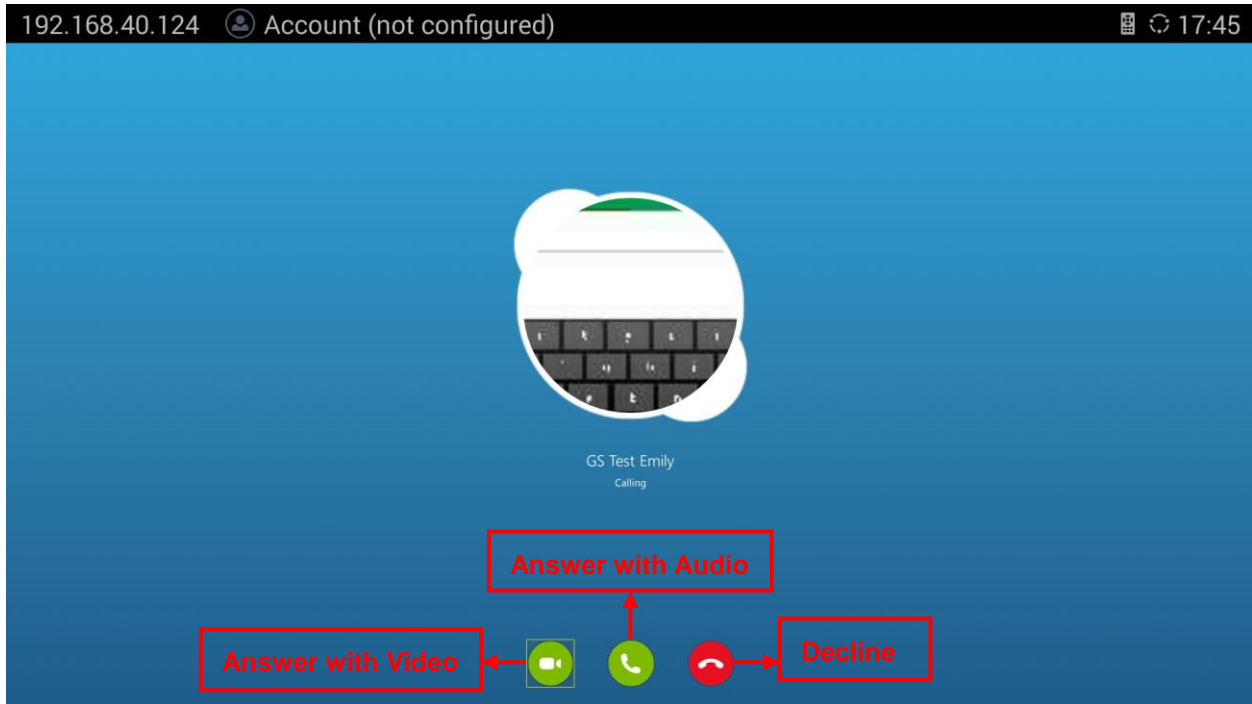 192.168.40.124 Account (not configured) 17:45
GS Test Emily
Calling
Answer with Audio
Answer with Video
Decline